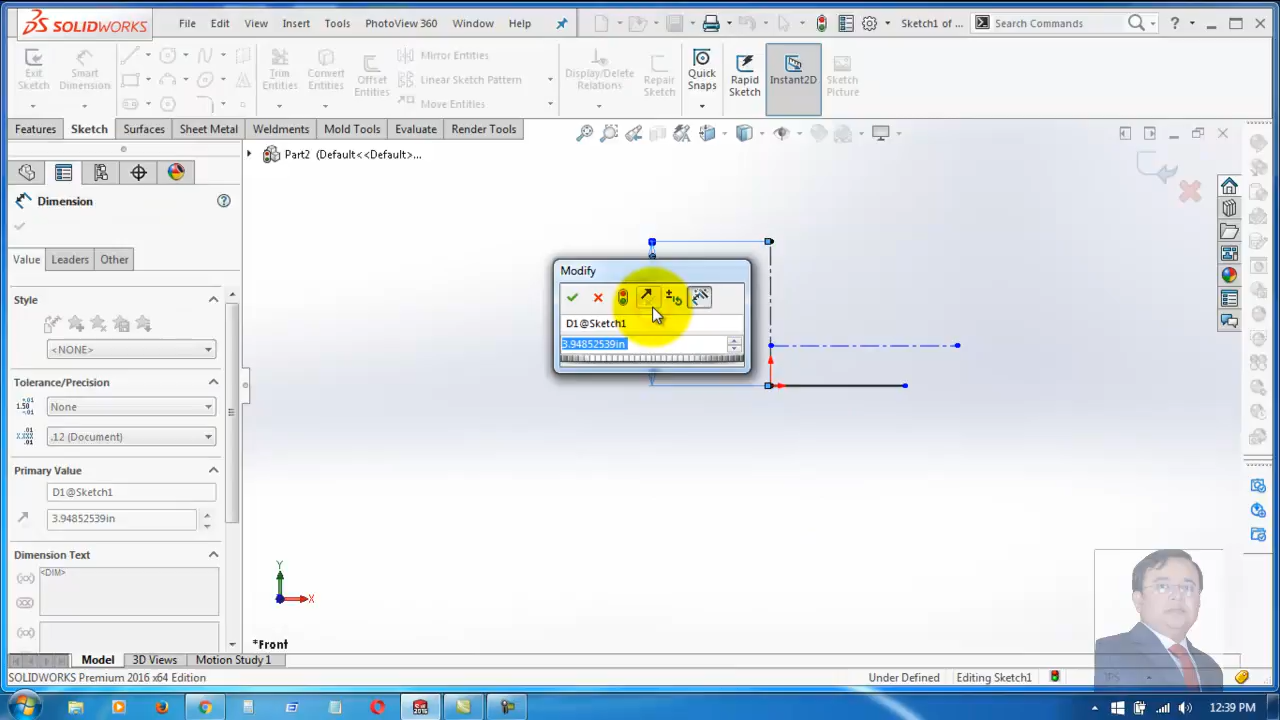 SOLIDWORKS File Edit View Insert Tools PhotoView 360 Window Help Sketch1 of ... Search Commands
Exit Sketch Smart Dimension Trim Entities Convert Entities Offset Entities Mirror Entities Linear Sketch Pattern Move Entities Display/Delete Relations Repair Sketch Quick Snaps Rapid Sketch Instant2D Sketch Picture
Features Sketch Surfaces Sheet Metal Weldments Mold Tools Evaluate Render Tools
Part2 (Default<<Default>...
Dimension
Value Leaders Other
Style
<NONE>
Tolerance/Precision
None
.12 (Document)
Primary Value
D1@Sketch1
3.94852539in
Dimension Text
<DIM>
Modify
D1@Sketch1
3.94852539in
Y
X
*Front
Model 3D Views Motion Study 1
SOLIDWORKS Premium 2016 x64 Edition Under Defined Editing Sketch1 IPS
12:39 PM